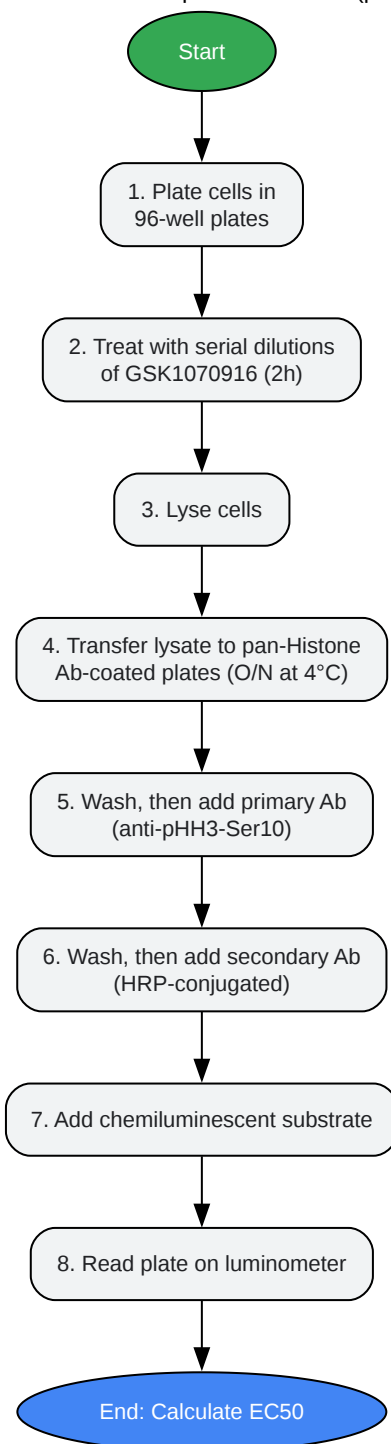 Start
1. Plate cells in
96-well plates
2. Treat with serial dilutions
of GSK1070916 (2h)
3. Lyse cells
4. Transfer lysate to pan-Histone
Ab-coated plates (O/N at 4°C)
5. Wash, then add primary Ab
(anti-pHH3-Ser10)
6. Wash, then add secondary Ab
(HRP-conjugated)
7. Add chemiluminescent substrate
8. Read plate on luminometer
End: Calculate EC50